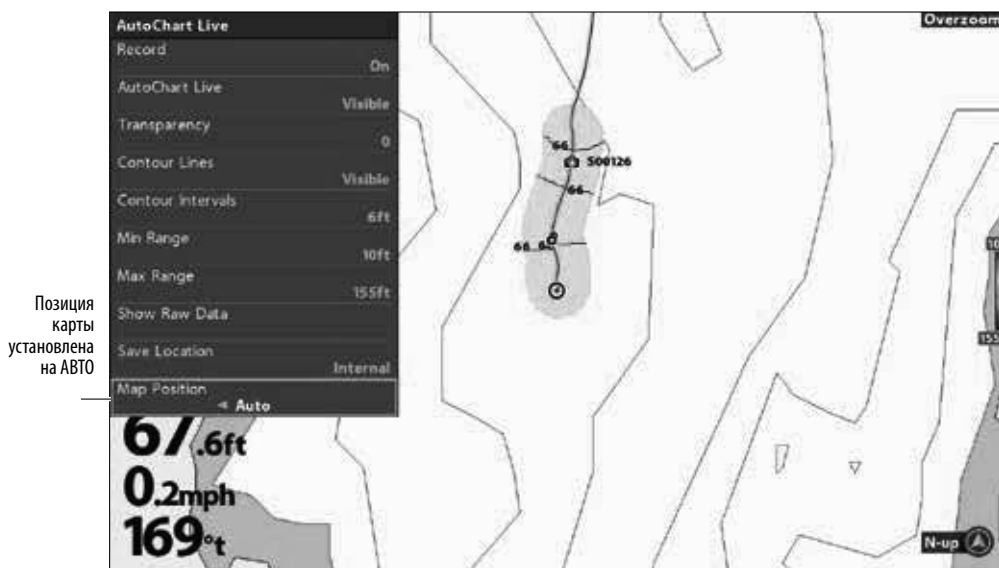 AutoChart Live
Record
On
AutoChart Live
Visible
Transparency
0
Contour Lines
Visible
Contour Intervals
6ft
Min Range
10ft
Max Range
155ft
Show Raw Data
Save Location
Internal
Map Position
Auto
Позиция
карты
установлена
на АВТО
67.6ft
0.2mph
169°t
Overzoom
66
S00126
66
66
10
155
N-up